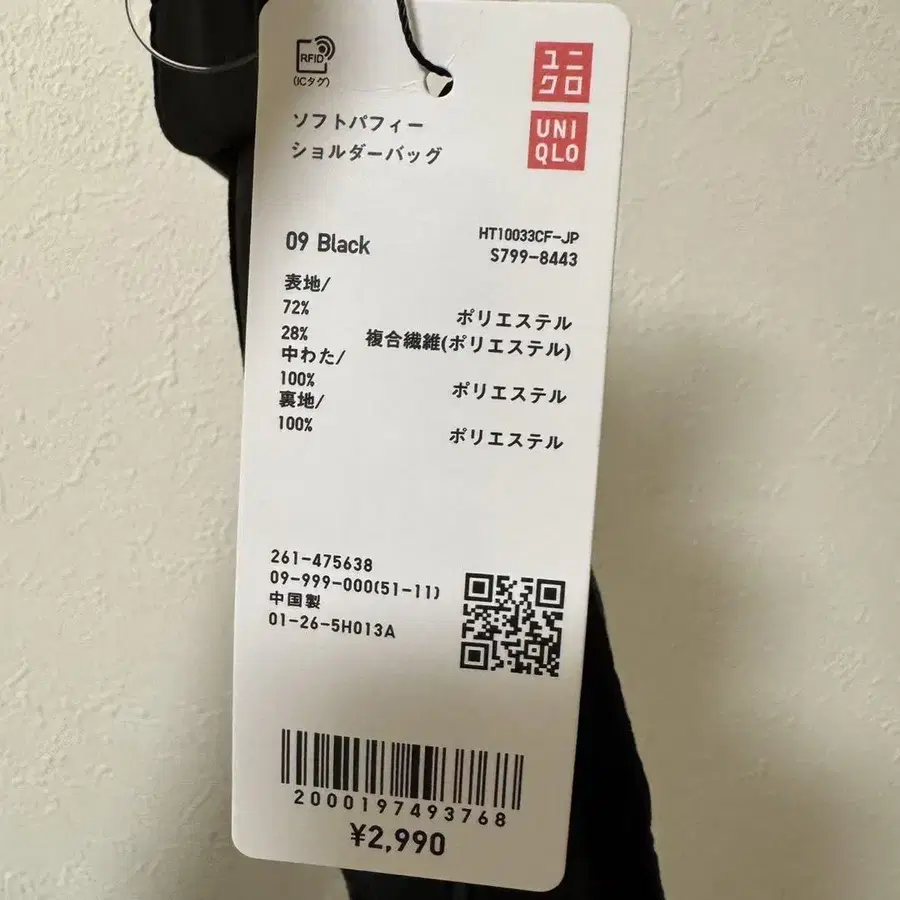 RFID
(ICタグ)
ユニ
クロ
UNI
QLO
ソフトパフィー
ショルダーバッグ
09 Black
HT10033CF-JP
S799-8443
表地/
72% ポリエステル
28% 複合繊維(ポリエステル)
中わた/
100% ポリエステル
裏地/
100% ポリエステル
261-475638
09-999-000(51-11)
中国製
01-26-5H013A
2000197493768
¥2,990